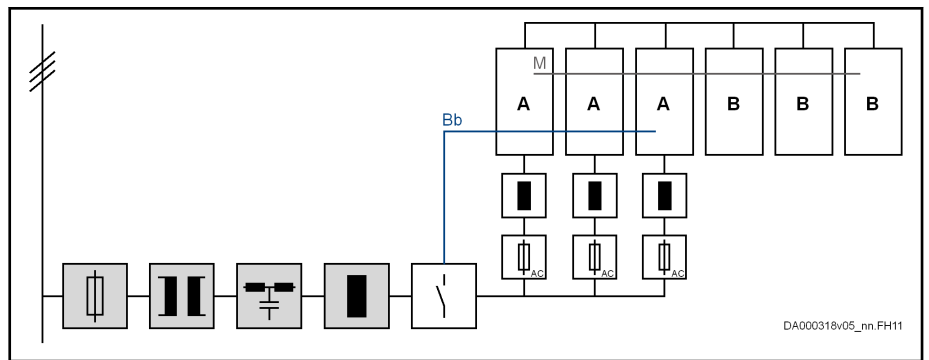 M
A A A B B B
Bb
AC AC AC
DA000318v05_nn.FH11